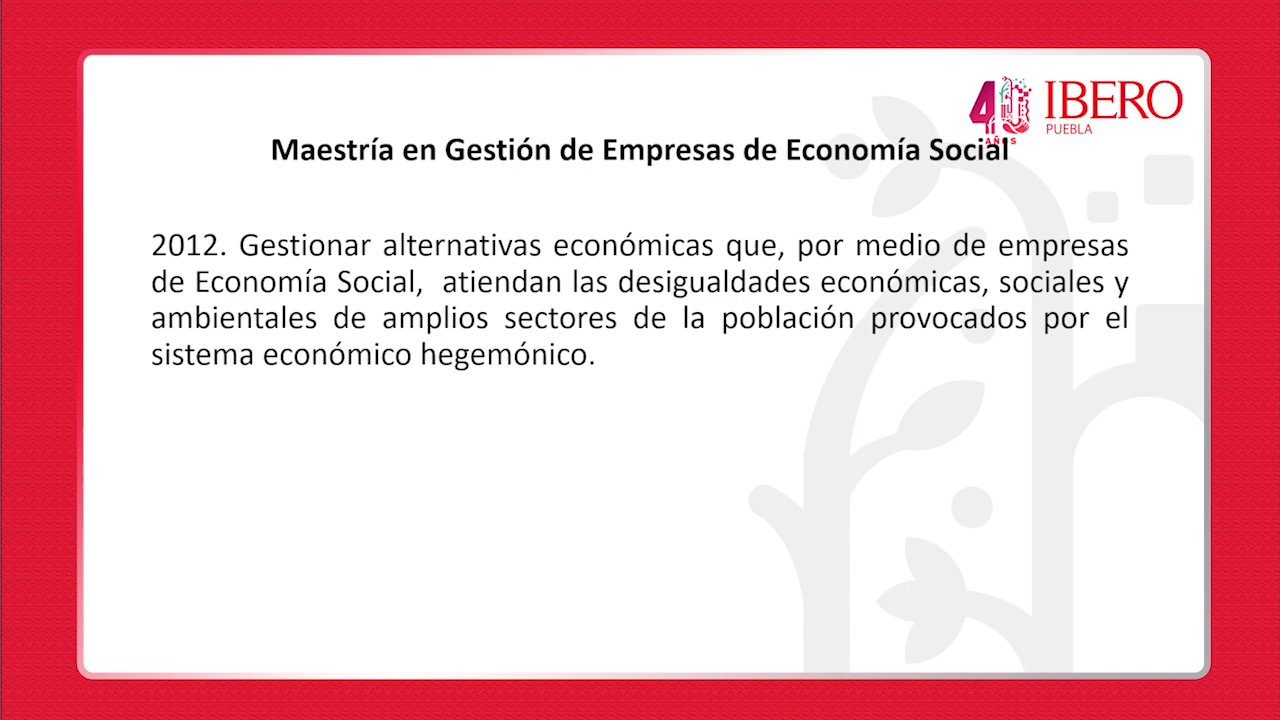 40 AÑOS
IBERO
PUEBLA
Maestría en Gestión de Empresas de Economía Social
2012. Gestionar alternativas económicas que, por medio de empresas
de Economía Social,  atiendan las desigualdades económicas, sociales y
ambientales de amplios sectores de la población provocados por el
sistema económico hegemónico.